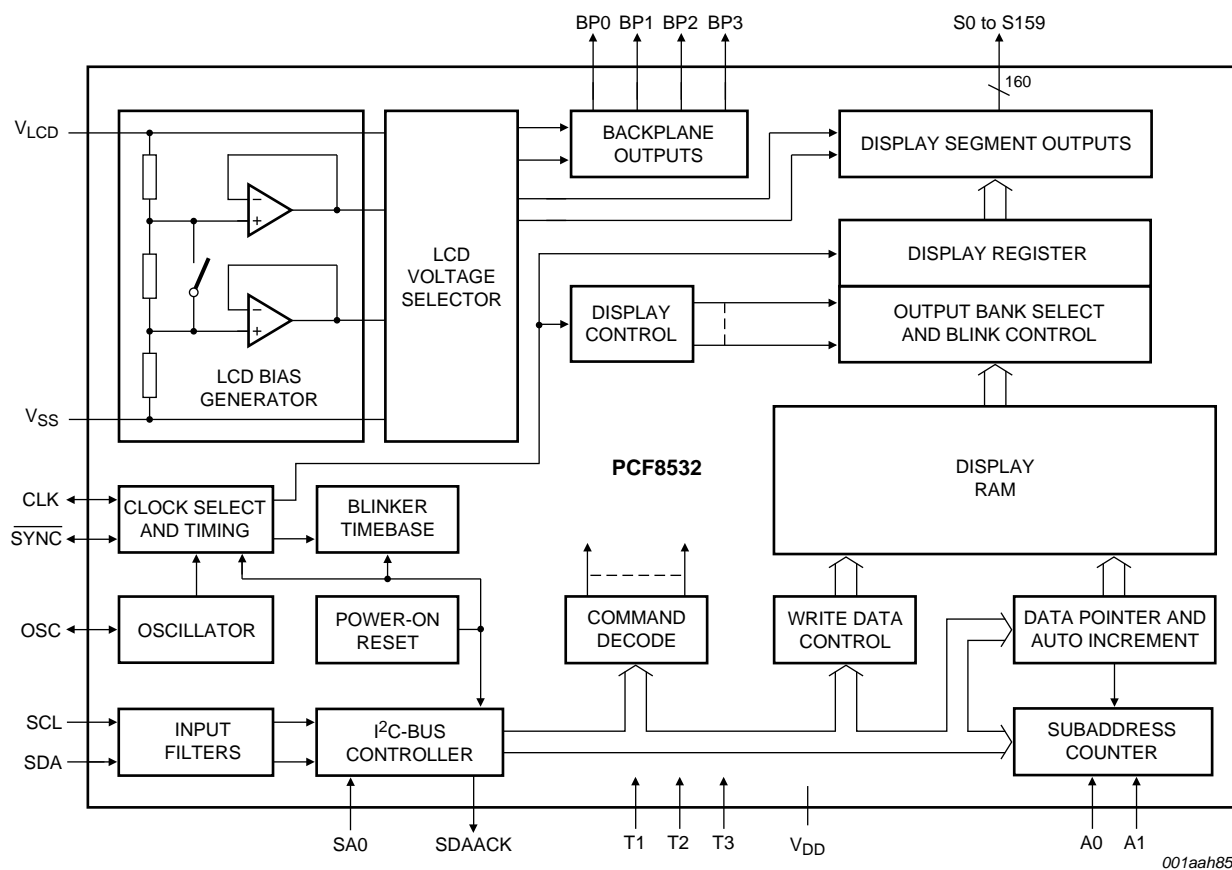 BP0 BP1 BP2 BP3 S0 to S159
160
VLCD
BACKPLANE
OUTPUTS
DISPLAY SEGMENT OUTPUTS
−
+
LCD
VOLTAGE
SELECTOR
DISPLAY REGISTER
−
+
DISPLAY
CONTROL
OUTPUT BANK SELECT
AND BLINK CONTROL
LCD BIAS
GENERATOR
VSS
PCF8532
DISPLAY
RAM
CLK
SYNC
CLOCK SELECT
AND TIMING
BLINKER
TIMEBASE
OSC
OSCILLATOR
POWER-ON
RESET
COMMAND
DECODE
WRITE DATA
CONTROL
DATA POINTER AND
AUTO INCREMENT
SCL
SDA
INPUT
FILTERS
I2C-BUS
CONTROLLER
SUBADDRESS
COUNTER
SA0 SDAACK T1 T2 T3 VDD A0 A1
001aah85